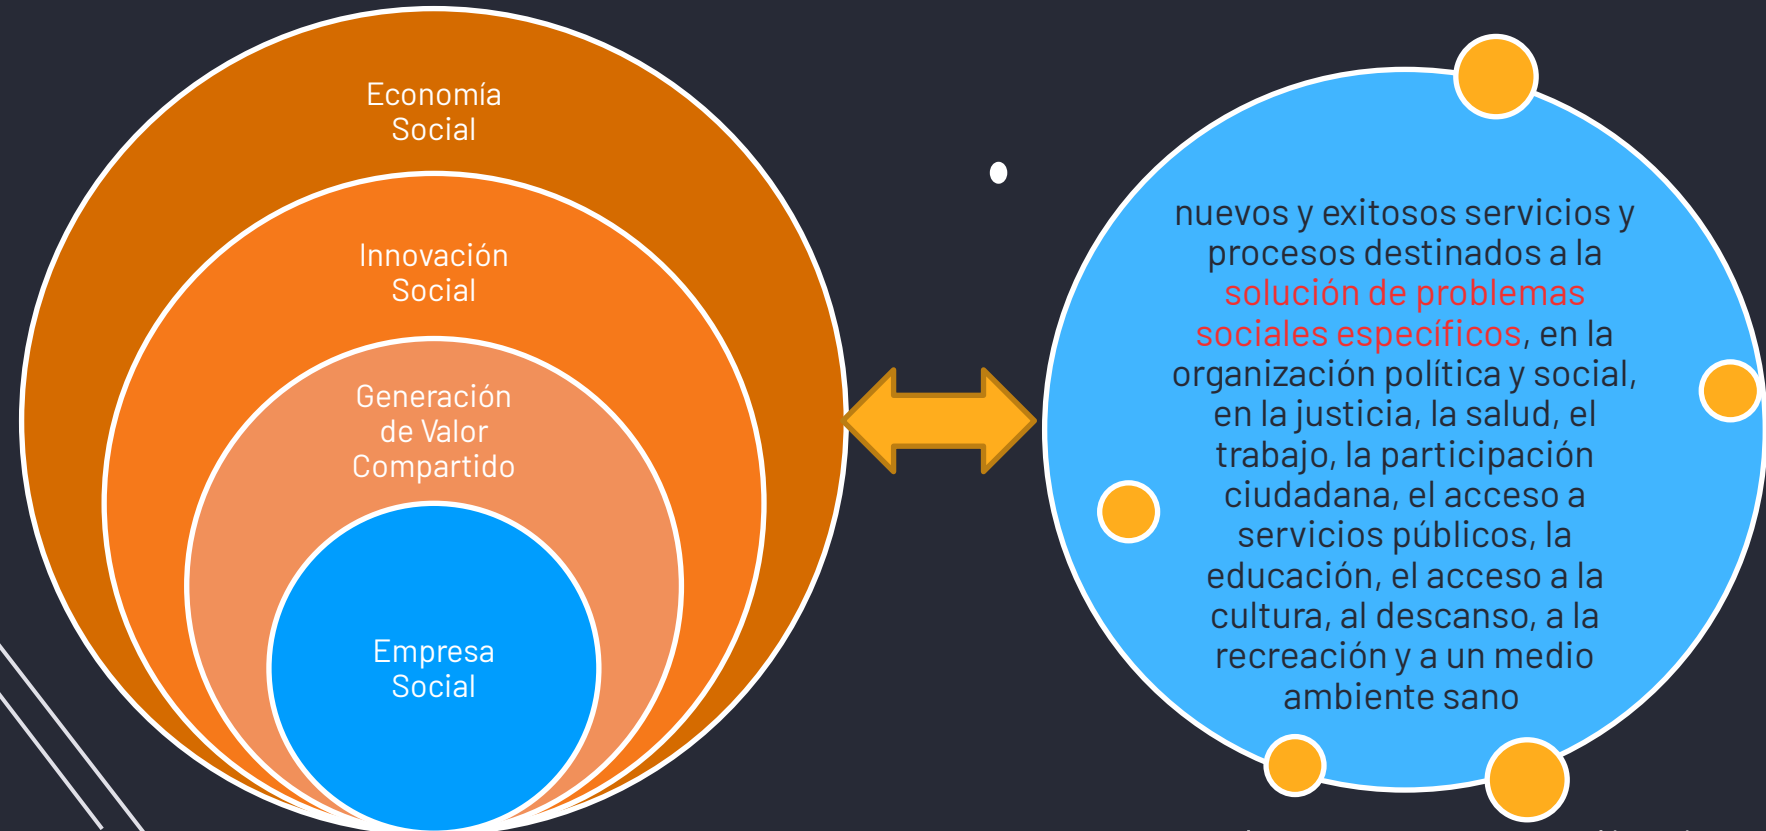 Economía
Social
Innovación
Social
Generación
de Valor
Compartido
Empresa
Social
nuevos y exitosos servicios y
procesos destinados a la
solución de problemas
sociales específicos, en la
organización política y social,
en la justicia, la salud, el
trabajo, la participación
ciudadana, el acceso a
servicios públicos, la
educación, el acceso a la
cultura, al descanso, a la
recreación y a un medio
ambiente sano